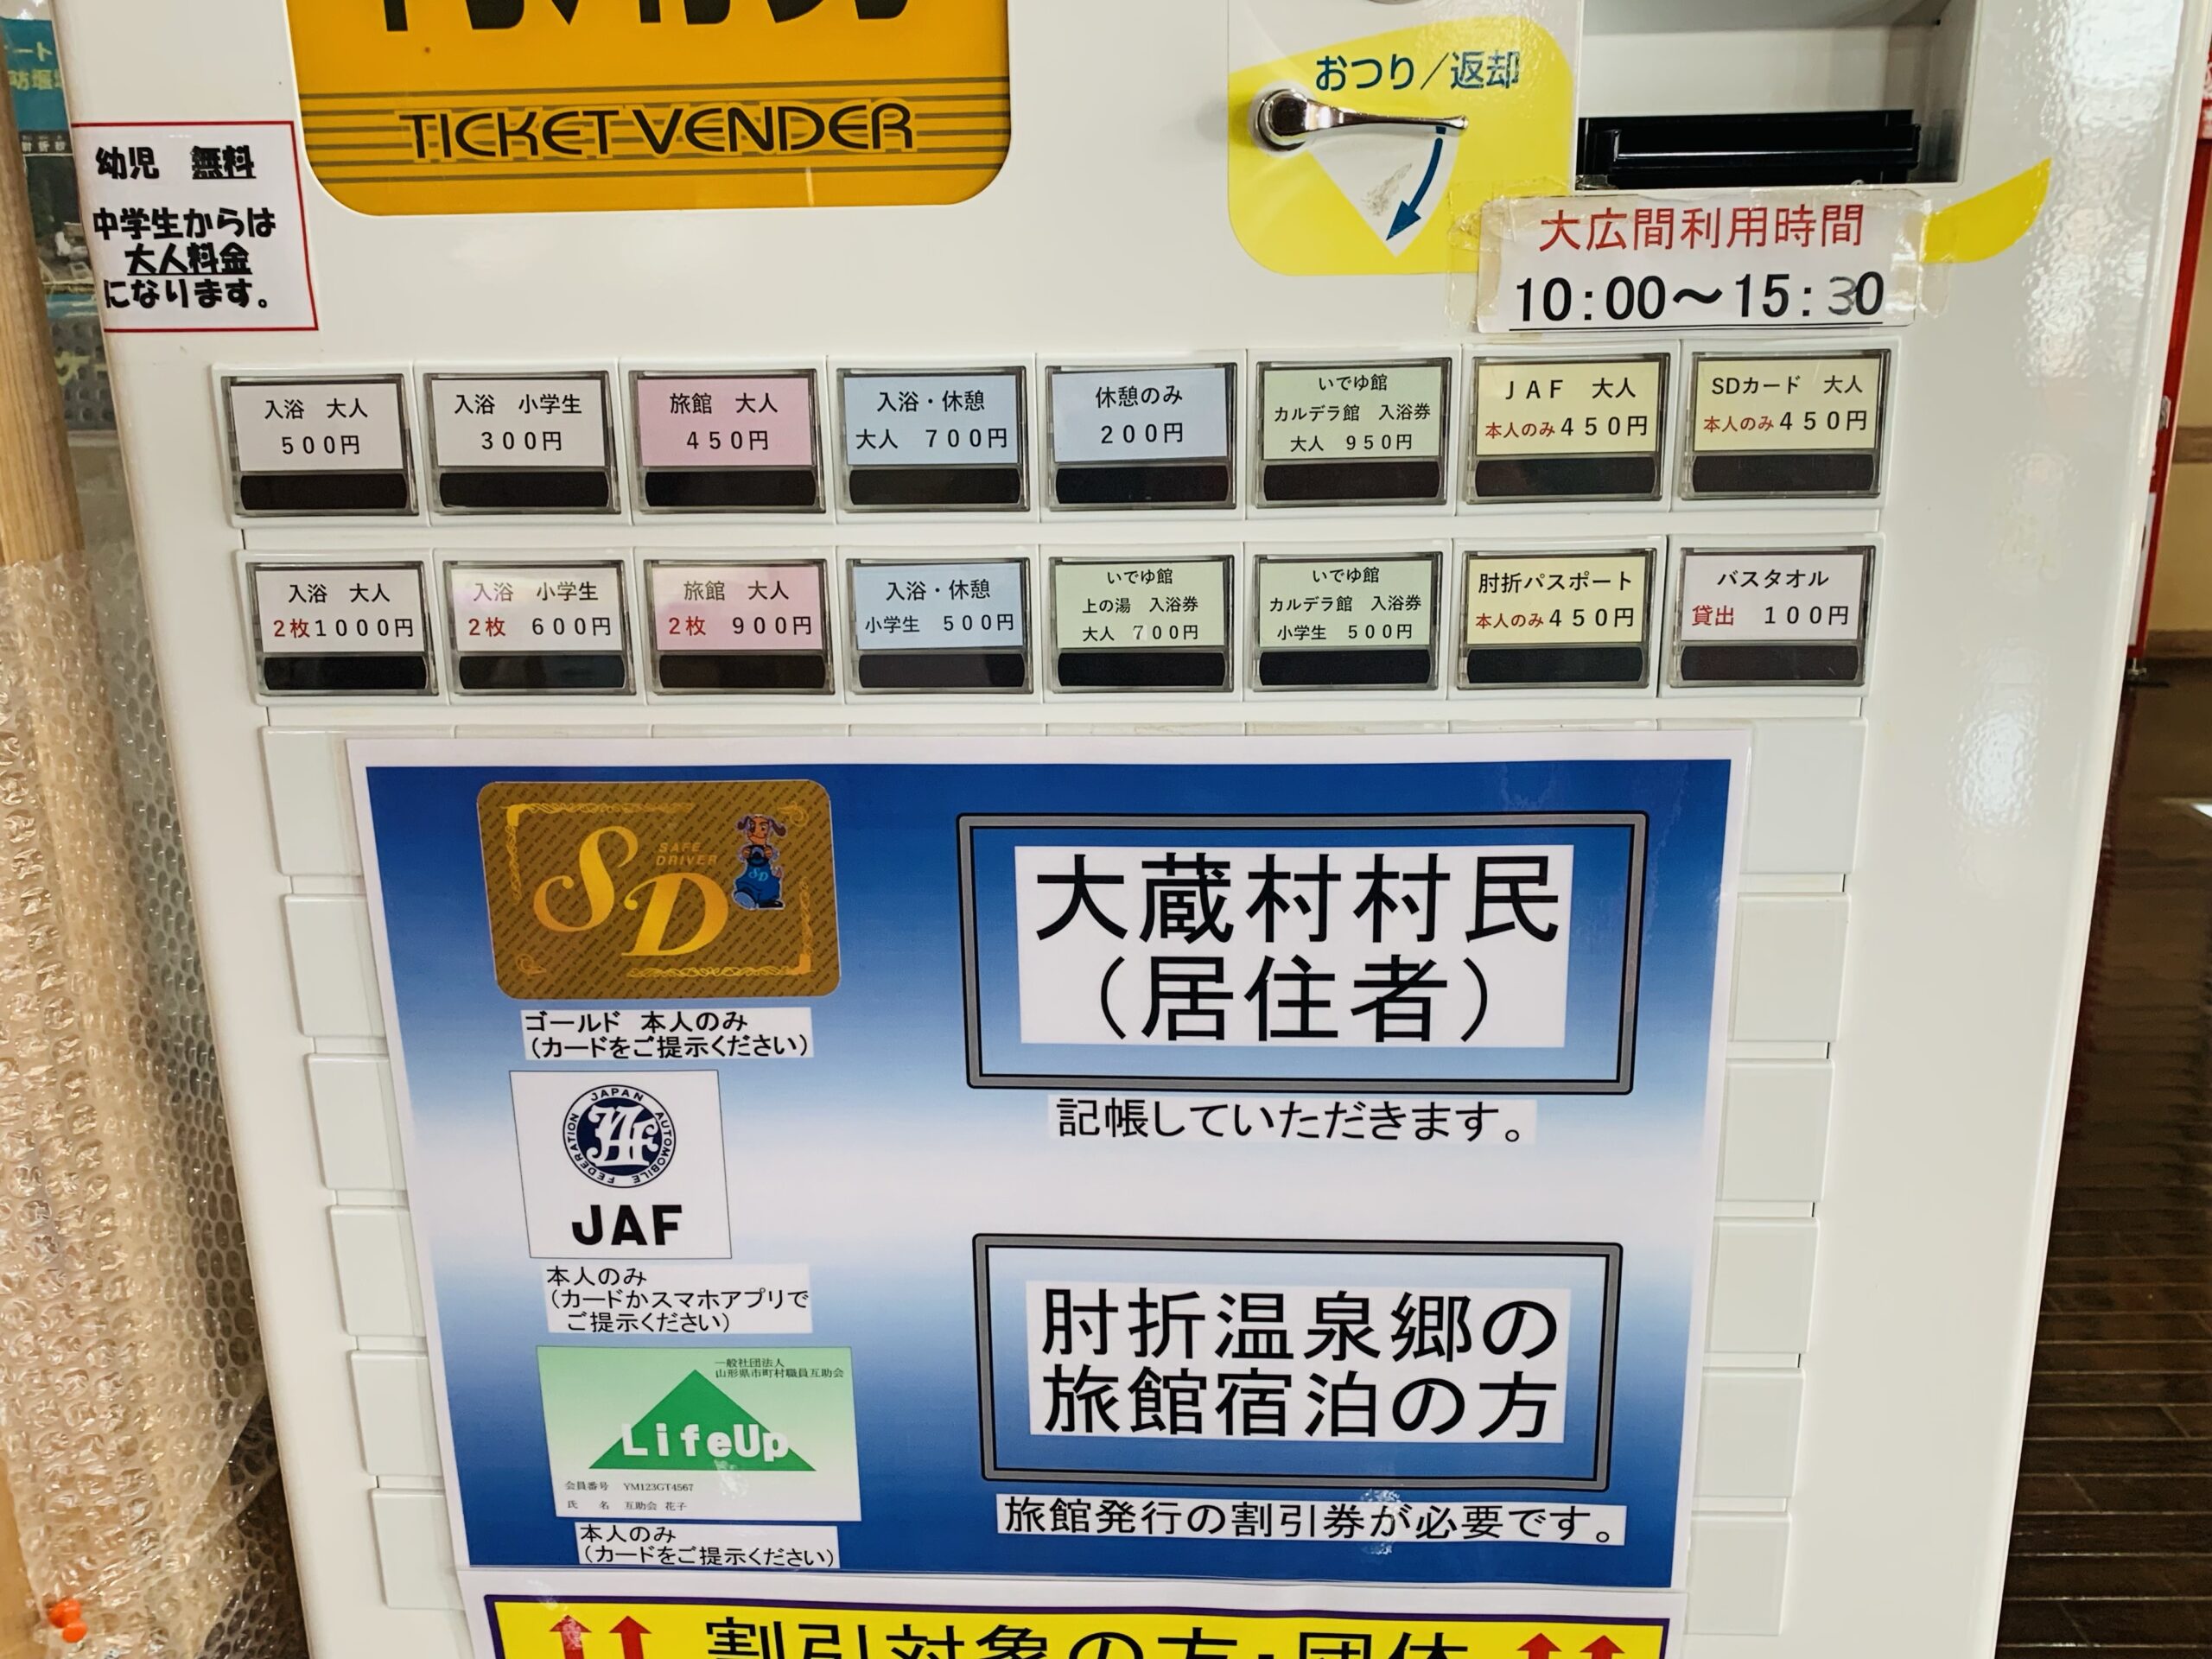 TICKET VENDER
おつり／返却
幼児　無料
中学生からは
大人料金
になります。
大広間利用時間
10:00～15:30
入浴　大人
500円
入浴　小学生
300円
旅館　大人
450円
入浴・休憩
大人　700円
休憩のみ
200円
いでゆ館
カルデラ館　入浴券
大人　950円
ＪＡＦ　大人
本人のみ450円
SDカード　大人
本人のみ450円
入浴　大人
2枚1000円
入浴　小学生
2枚　600円
旅館　大人
2枚　900円
入浴・休憩
小学生　500円
いでゆ館
上の湯　入浴券
大人　700円
いでゆ館
カルデラ館　入浴券
小学生　500円
肘折パスポート
本人のみ450円
バスタオル
貸出　100円
SD
SAFE
DRIVER
SD
ゴールド　本人のみ
（カードをご提示ください）
JAPAN AUTOMOBILE FEDERATION
JAF
JAF
本人のみ
（カードかスマホアプリで
ご提示ください）
一般社団法人
山形県市町村職員互助会
LifeUp
会員番号　YM123GT4567
氏　名　互助会 花子
本人のみ
（カードをご提示ください）
大蔵村村民
（居住者）
記帳していただきます。
肘折温泉郷の
旅館宿泊の方
旅館発行の割引券が必要です。
割引対象の方・団体